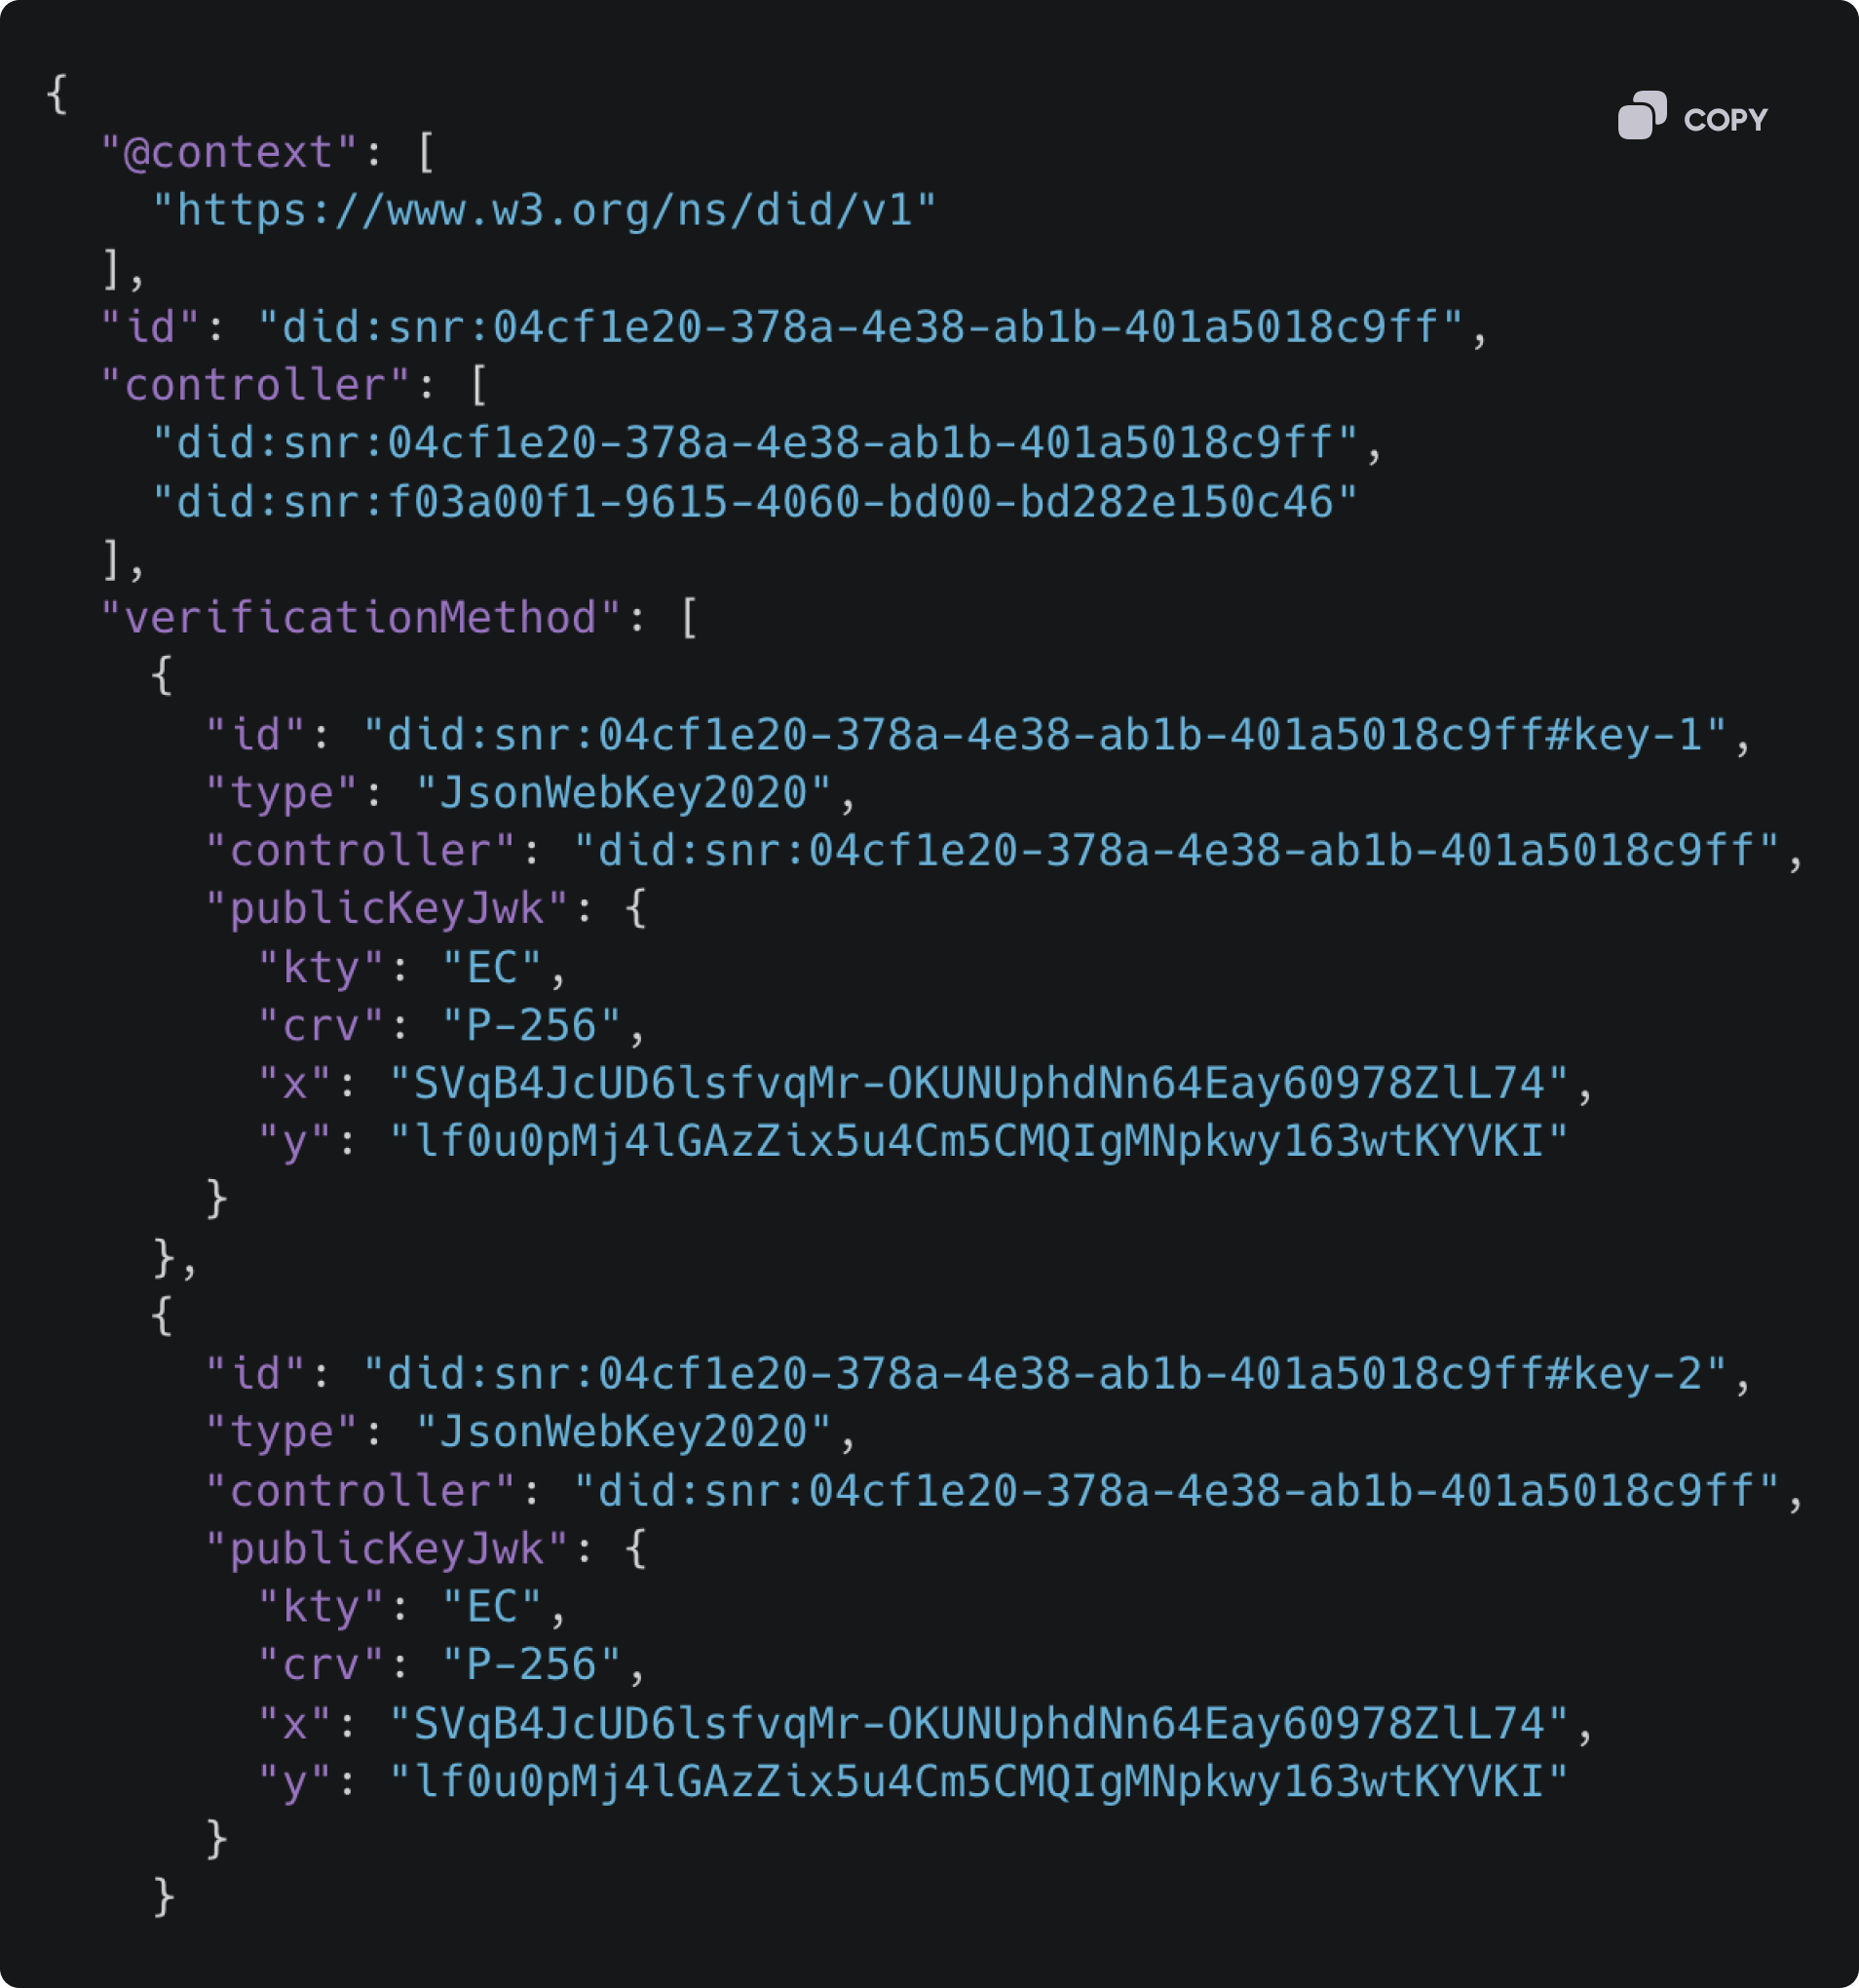 {
COPY
  "@context": [
    "https://www.w3.org/ns/did/v1"
  ],
  "id": "did:snr:04cf1e20-378a-4e38-ab1b-401a5018c9ff",
  "controller": [
    "did:snr:04cf1e20-378a-4e38-ab1b-401a5018c9ff",
    "did:snr:f03a00f1-9615-4060-bd00-bd282e150c46"
  ],
  "verificationMethod": [
    {
      "id": "did:snr:04cf1e20-378a-4e38-ab1b-401a5018c9ff#key-1",
      "type": "JsonWebKey2020",
      "controller": "did:snr:04cf1e20-378a-4e38-ab1b-401a5018c9ff",
      "publicKeyJwk": {
        "kty": "EC",
        "crv": "P-256",
        "x": "SVqB4JcUD6lsfvqMr-OKUNUphdNn64Eay60978ZlL74",
        "y": "lf0u0pMj4lGAzZix5u4Cm5CMQIgMNpkwy163wtKYVKI"
      }
    },
    {
      "id": "did:snr:04cf1e20-378a-4e38-ab1b-401a5018c9ff#key-2",
      "type": "JsonWebKey2020",
      "controller": "did:snr:04cf1e20-378a-4e38-ab1b-401a5018c9ff",
      "publicKeyJwk": {
        "kty": "EC",
        "crv": "P-256",
        "x": "SVqB4JcUD6lsfvqMr-OKUNUphdNn64Eay60978ZlL74",
        "y": "lf0u0pMj4lGAzZix5u4Cm5CMQIgMNpkwy163wtKYVKI"
      }
    }